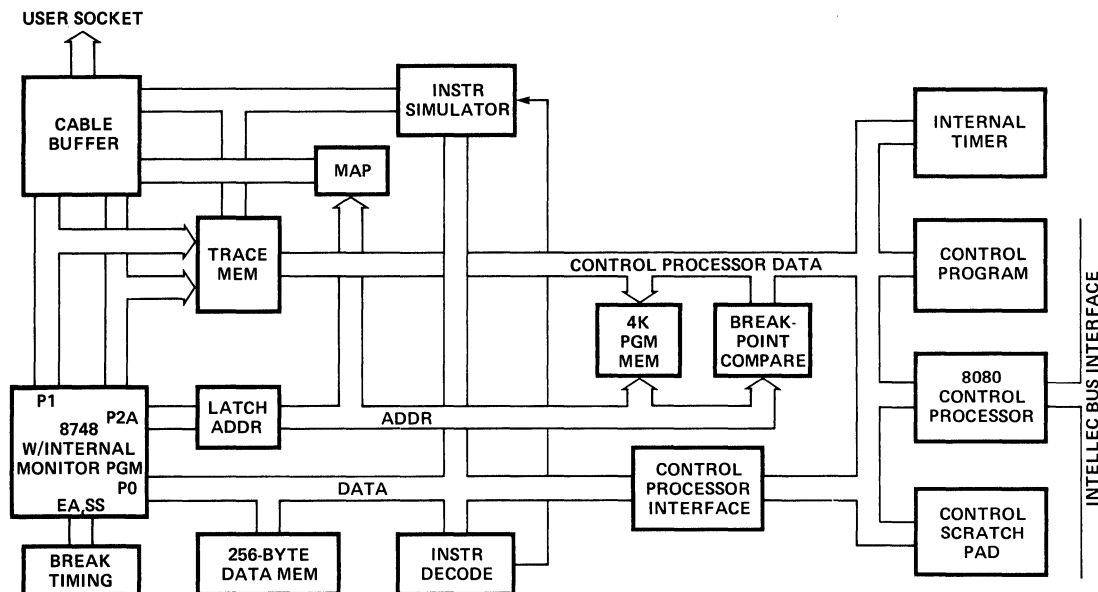 USER SOCKET
CABLE
BUFFER
INSTR
SIMULATOR
INTERNAL
TIMER
MAP
TRACE
MEM
CONTROL PROCESSOR DATA
CONTROL
PROGRAM
4K
PGM
MEM
BREAK-
POINT
COMPARE
8080
CONTROL
PROCESSOR
INTELLEC BUS INTERFACE
P1
P2A
8748
W/INTERNAL
MONITOR PGM
P0
EA,SS
LATCH
ADDR
ADDR
DATA
CONTROL
PROCESSOR
INTERFACE
CONTROL
SCRATCH
PAD
BREAK
TIMING
256-BYTE
DATA MEM
INSTR
DECODE